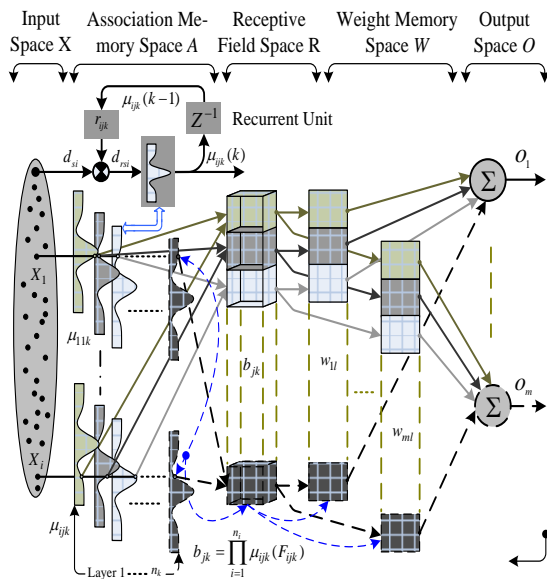 Input
Space X
Association Me-
mory Space A
Receptive
Field Space R
Weight Memory
Space W
Output
Space O
μijk(k−1)
rijk
Z⁻¹
Recurrent Unit
dsi
drsi
μijk(k)
O1
Σ
X1
μ11k
bjk
w1l
wml
Om
Σ
Xi
μijk
Layer 1
nk
bjk = ∏_{i=1}^{ni} μijk(Fijk)